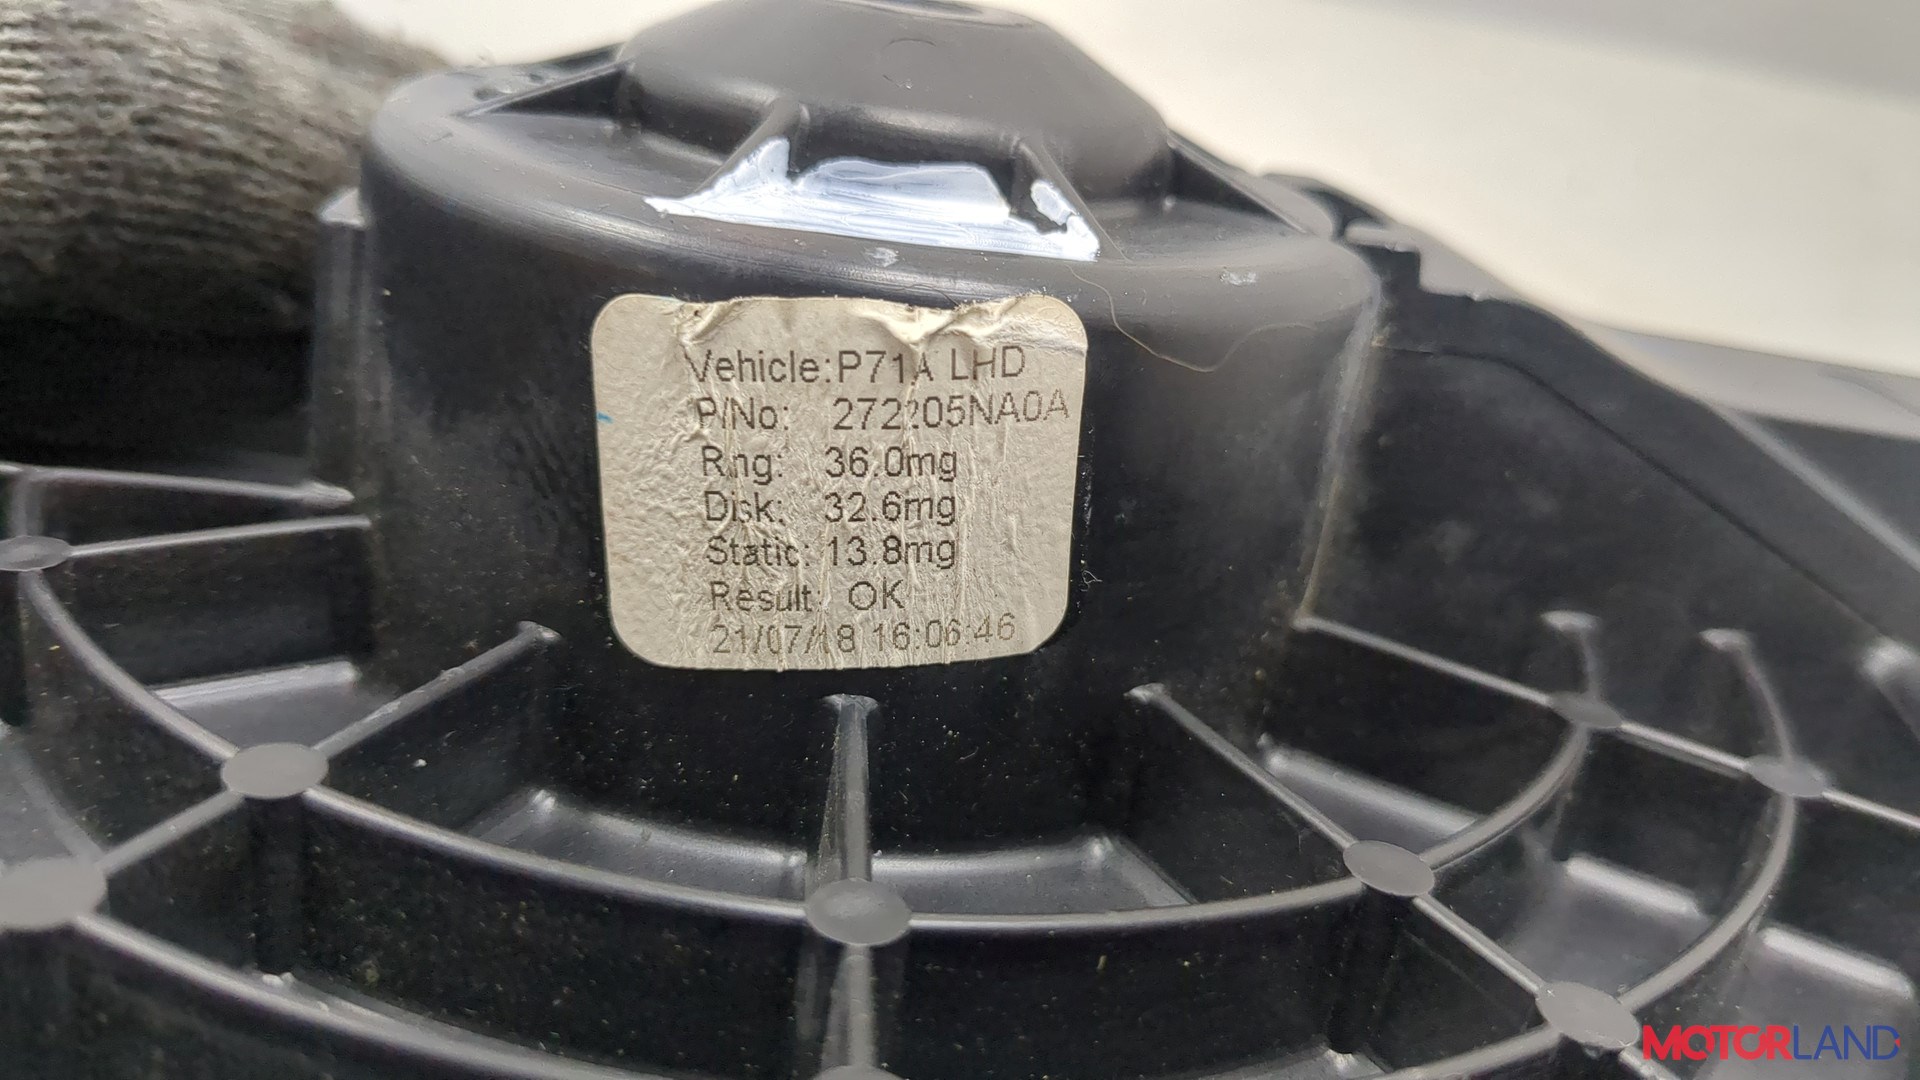 Vehicle:P71A LHD
P/No: 272205NA0A
Rng: 36.0mg
Disk: 32.6mg
Static: 13.8mg
Result: OK
21/07/18 16:06:46
MOTORLAND